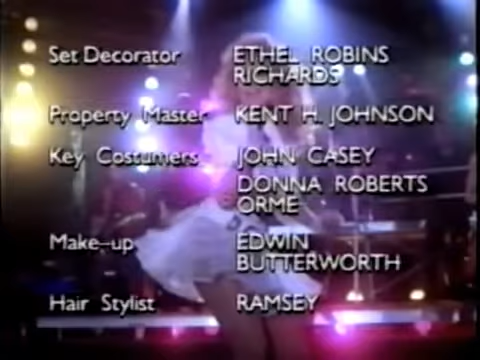 Set Decorator ETHEL ROBINS
RICHARDS
Property Master KENT H. JOHNSON
Key Costumers JOHN CASEY
DONNA ROBERTS
ORME
Make-up EDWIN
BUTTERWORTH
Hair Stylist RAMSEY